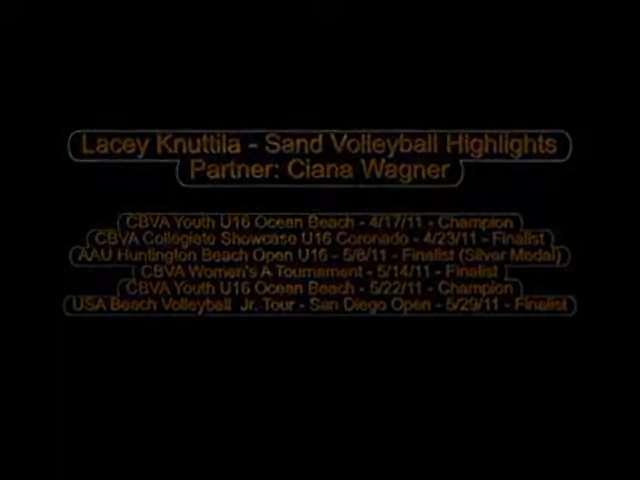 Lacey Knuttila - Sand Volleyball Highlights
Partner: Ciana Wagner
CBVA Youth U16 Ocean Beach - 4/17/11 - Champion
CBVA Collegiate Showcase U16 Coronado - 4/23/11 - Finalist
AAU Huntington Beach Open U16 - 5/8/11 - Finalist (Silver Medal)
CBVA Women's A Tournament - 5/14/11 - Finalist
CBVA Youth U16 Ocean Beach - 5/22/11 - Champion
USA Beach Volleyball Jr. Tour - San Diego Open - 5/29/11 - Finalist